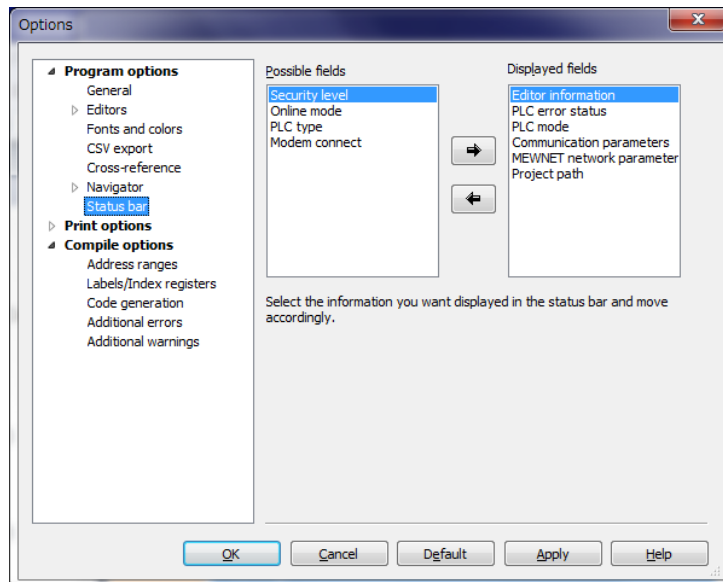 Options
Program options
General
Editors
Fonts and colors
CSV export
Cross-reference
Navigator
Status bar
Print options
Compile options
Address ranges
Labels/Index registers
Code generation
Additional errors
Additional warnings
Possible fields
Security level
Online mode
PLC type
Modem connect
Displayed fields
Editor information
PLC error status
PLC mode
Communication parameters
MEWNET network parameter
Project path
Select the information you want displayed in the status bar and move
accordingly.
OK
Cancel
Default
Apply
Help